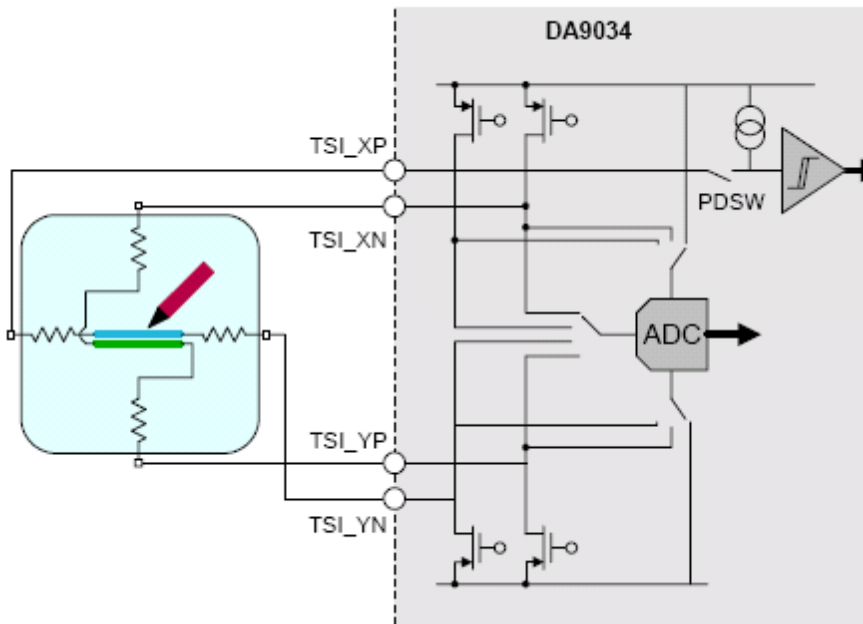 DA9034
TSI_XP
PDSW
TSI_XN
ADC
TSI_YP
TSI_YN